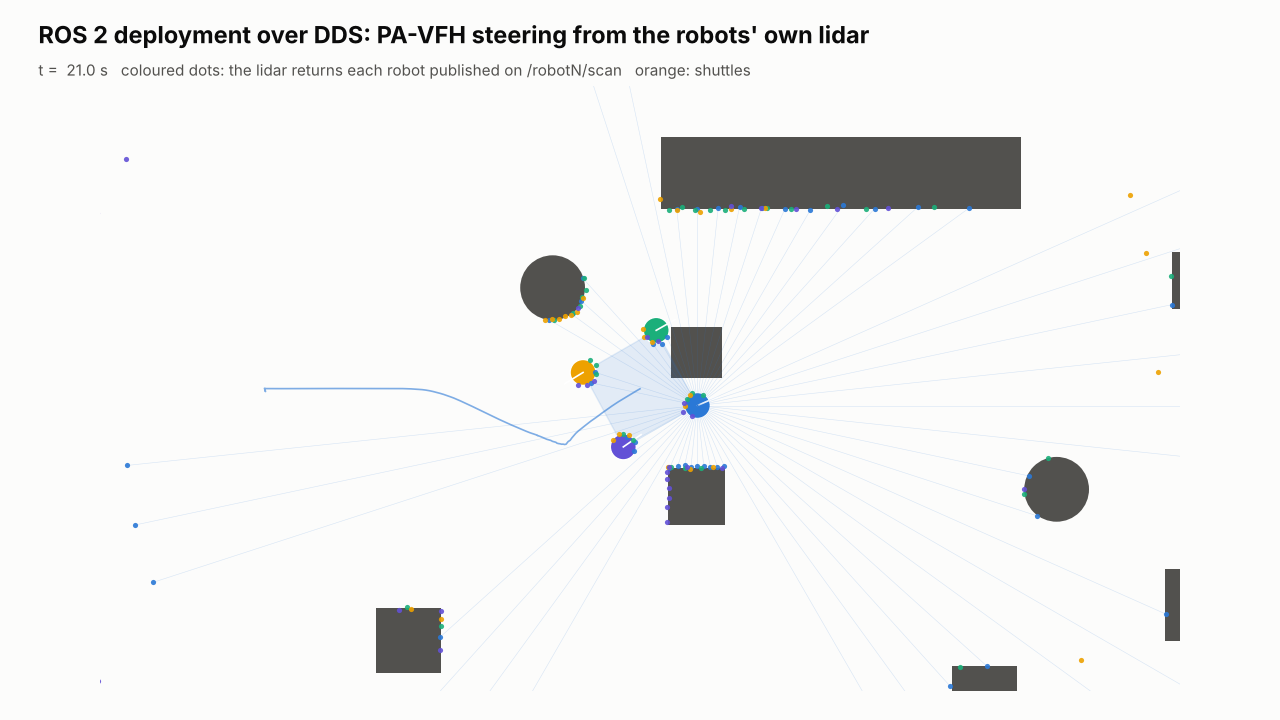 ROS 2 deployment over DDS: PA-VFH steering from the robots' own lidar
t =  21.0 s   coloured dots: the lidar returns each robot published on /robotN/scan   orange: shuttles